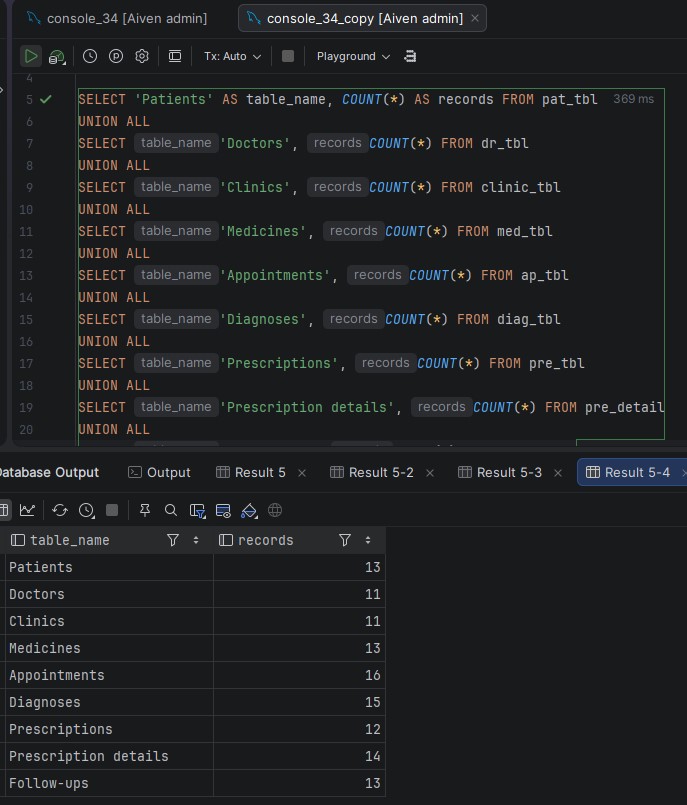 console_34 [Aiven admin]
console_34_copy [Aiven admin]
Tx: Auto
Playground
4
5 SELECT 'Patients' AS table_name, COUNT(*) AS records FROM pat_tbl 369 ms
6 UNION ALL
7 SELECT table_name 'Doctors', records COUNT(*) FROM dr_tbl
8 UNION ALL
9 SELECT table_name 'Clinics', records COUNT(*) FROM clinic_tbl
10 UNION ALL
11 SELECT table_name 'Medicines', records COUNT(*) FROM med_tbl
12 UNION ALL
13 SELECT table_name 'Appointments', records COUNT(*) FROM ap_tbl
14 UNION ALL
15 SELECT table_name 'Diagnoses', records COUNT(*) FROM diag_tbl
16 UNION ALL
17 SELECT table_name 'Prescriptions', records COUNT(*) FROM pre_tbl
18 UNION ALL
19 SELECT table_name 'Prescription details', records COUNT(*) FROM pre_detail
20 UNION ALL
Database Output
Output
Result 5
Result 5-2
Result 5-3
Result 5-4
table_name records
Patients 13
Doctors 11
Clinics 11
Medicines 13
Appointments 16
Diagnoses 15
Prescriptions 12
Prescription details 14
Follow-ups 13